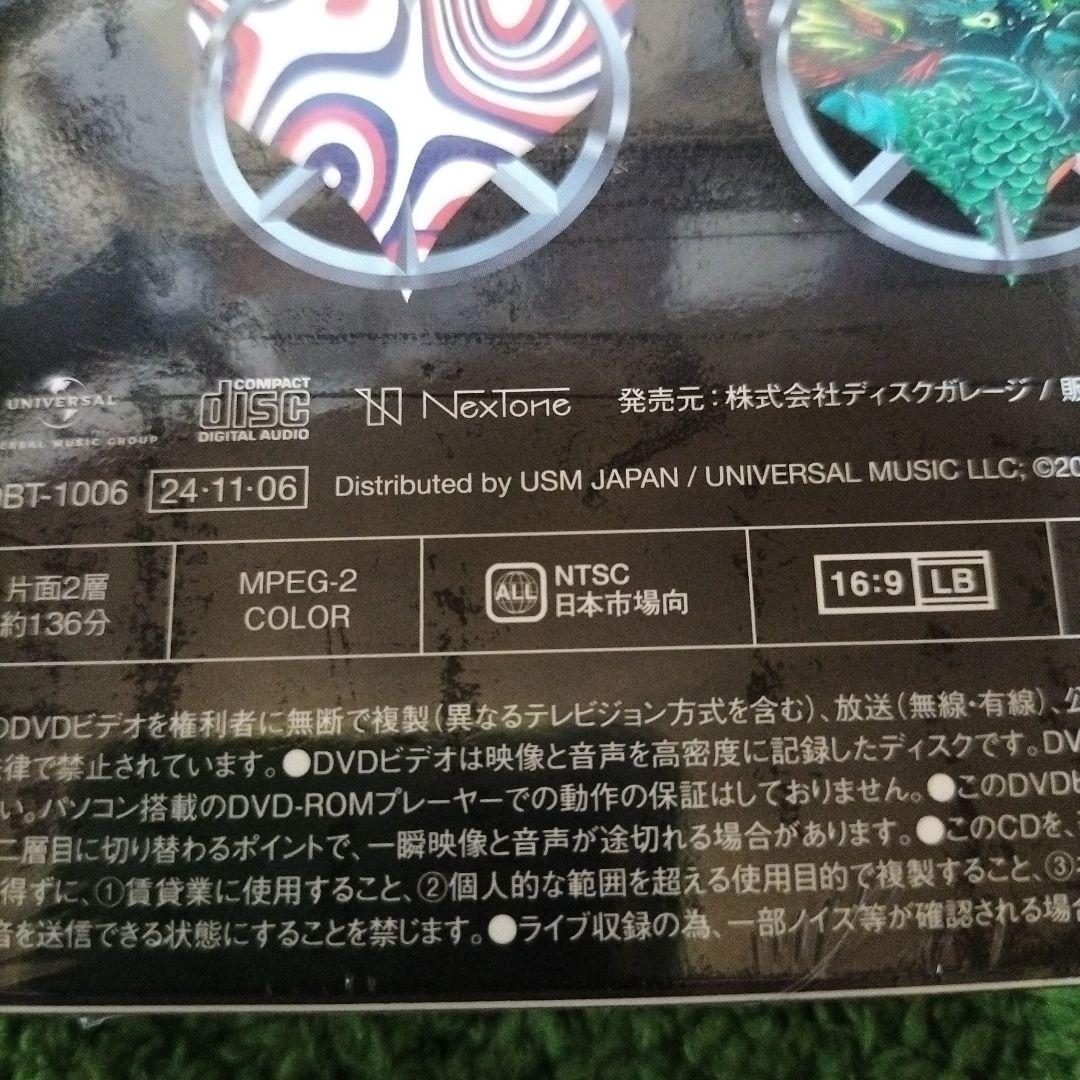 UNIVERSAL
ERSAL MUSIC GROUP
COMPACT
disc
DIGITAL AUDIO
NexTone
発売元：株式会社ディスクガレージ / 販
BT-1006
24·11·06
Distributed by USM JAPAN / UNIVERSAL MUSIC LLC; ©20
片面2層
約136分
MPEG-2
COLOR
ALL
NTSC
日本市場向
16:9 LB
のDVDビデオを権利者に無断で複製（異なるテレビジョン方式を含む）、放送（無線・有線）、公
律で禁止されています。●DVDビデオは映像と音声を高密度に記録したディスクです。DV
い。パソコン搭載のDVD-ROMプレーヤーでの動作の保証はしておりません。●このDVDビ
二層目に切り替わるポイントで、一瞬映像と音声が途切れる場合があります。●このCDを、
得ずに、①賃貸業に使用すること、②個人的な範囲を超える使用目的で複製すること、③
音を送信できる状態にすることを禁じます。●ライブ収録の為、一部ノイズ等が確認される場合